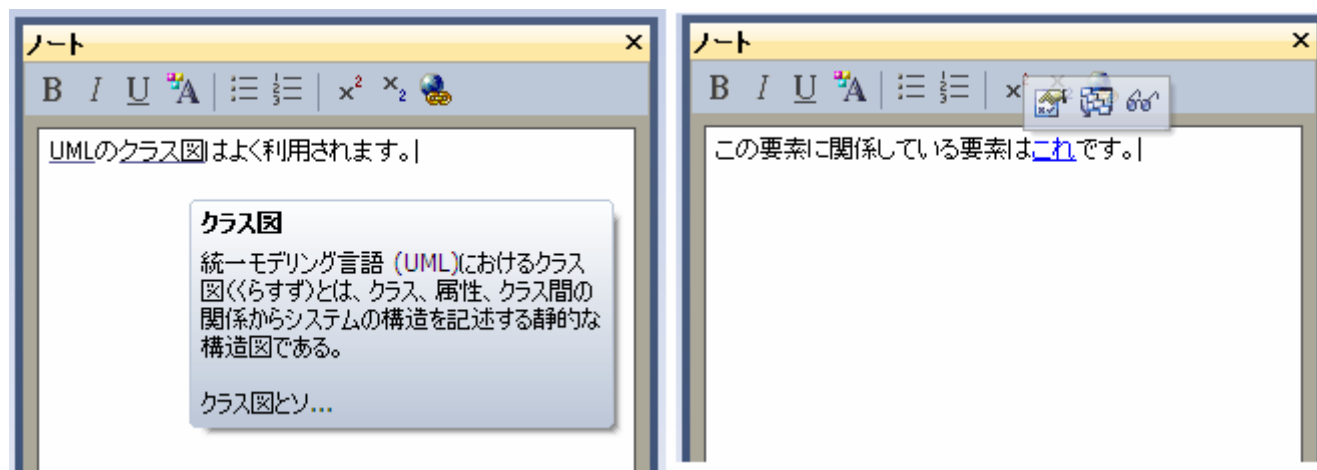 ノート
B I U A x² x₂
UMLのクラス図はよく利用されます。
クラス図
統一モデリング言語 (UML)におけるクラス
図(くらすず)とは、クラス、属性、クラス間の
関係からシステムの構造を記述する静的な
構造図である。
クラス図とソ...
ノート
B I U A x
この要素に関係している要素はこれです。